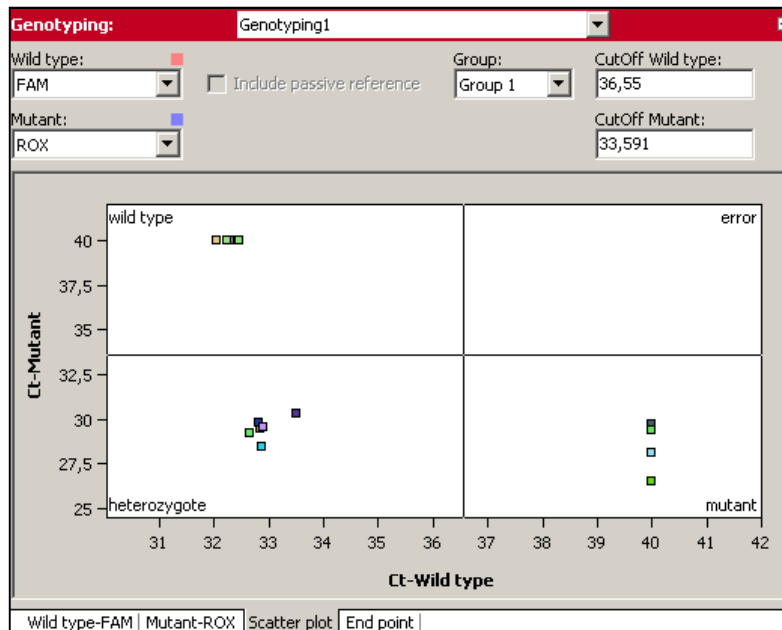 Genotyping: Genotyping1
Wild type: Group: CutOff Wild type:
FAM Include passive reference Group 1 36,55
Mutant: CutOff Mutant:
ROX 33,591
wild type error
40
37,5
35
32,5
30
27,5
25
Ct-Mutant
heterozygote mutant
31 32 33 34 35 36 37 38 39 40 41 42
Ct-Wild type
Wild type-FAM Mutant-ROX Scatter plot End point